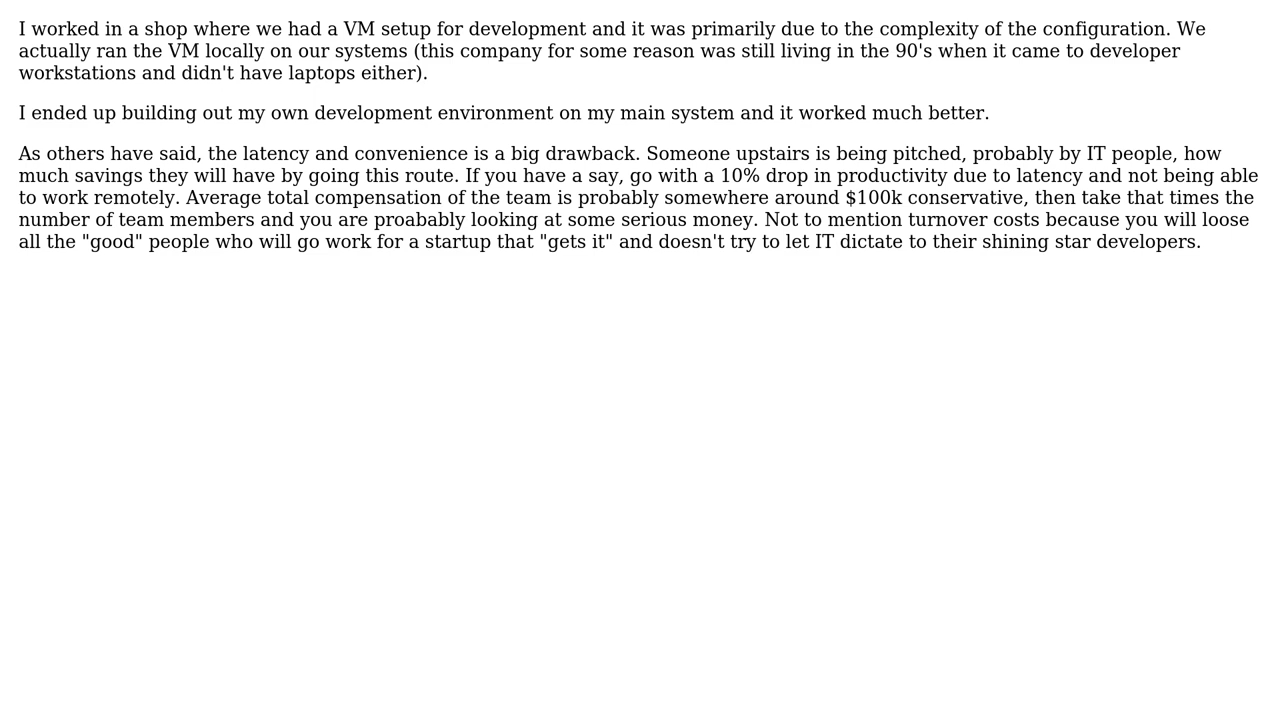 I worked in a shop where we had a VM setup for development and it was primarily due to the complexity of the configuration. We
actually ran the VM locally on our systems (this company for some reason was still living in the 90's when it came to developer
workstations and didn't have laptops either).
I ended up building out my own development environment on my main system and it worked much better.
As others have said, the latency and convenience is a big drawback. Someone upstairs is being pitched, probably by IT people, how
much savings they will have by going this route. If you have a say, go with a 10% drop in productivity due to latency and not being able
to work remotely. Average total compensation of the team is probably somewhere around $100k conservative, then take that times the
number of team members and you are proabably looking at some serious money. Not to mention turnover costs because you will loose
all the "good" people who will go work for a startup that "gets it" and doesn't try to let IT dictate to their shining star developers.